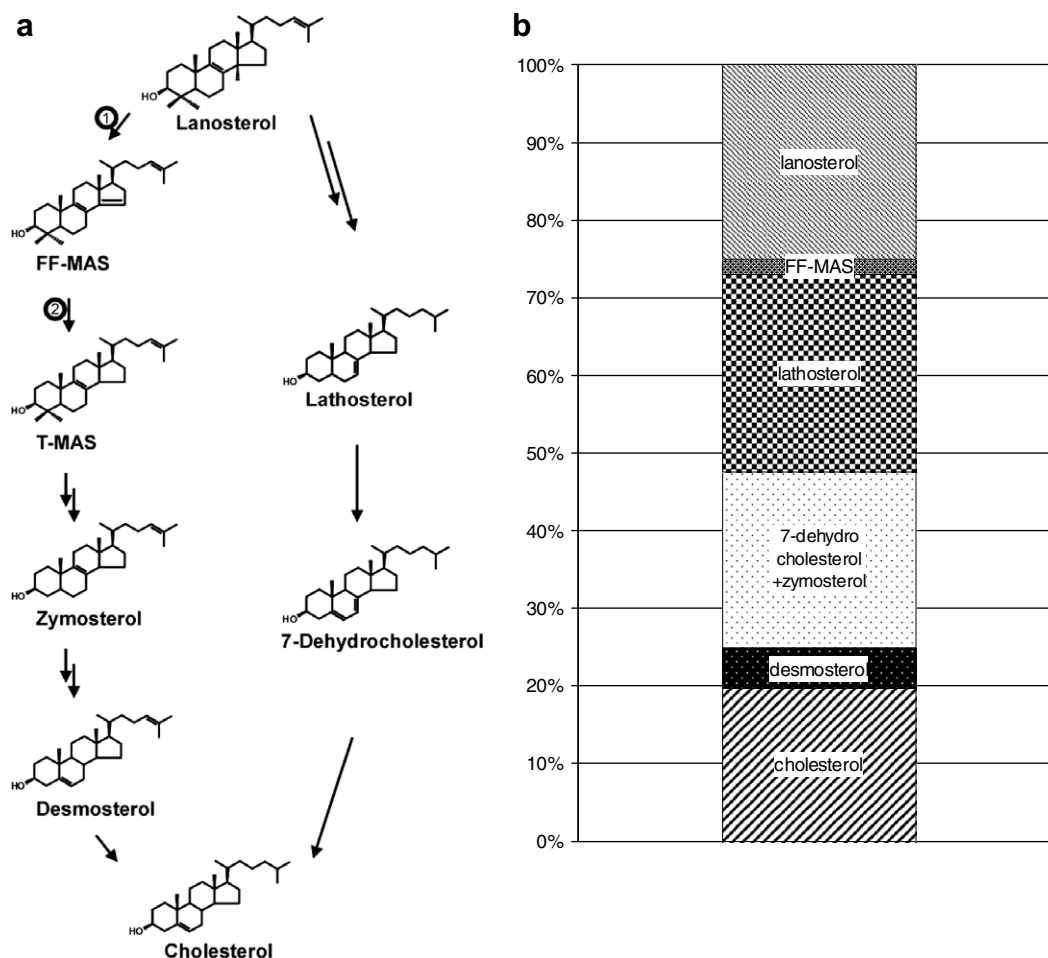 a
HO
Lanosterol
1
HO
FF-MAS
2
HO
T-MAS
HO
Zymosterol
HO
Desmosterol
HO
Lathosterol
HO
7-Dehydrocholesterol
HO
Cholesterol
b
100%
90%
80%
70%
60%
50%
40%
30%
20%
10%
0%
lanosterol
FF-MAS
lathosterol
7-dehydro
cholesterol
+zymosterol
desmosterol
cholesterol